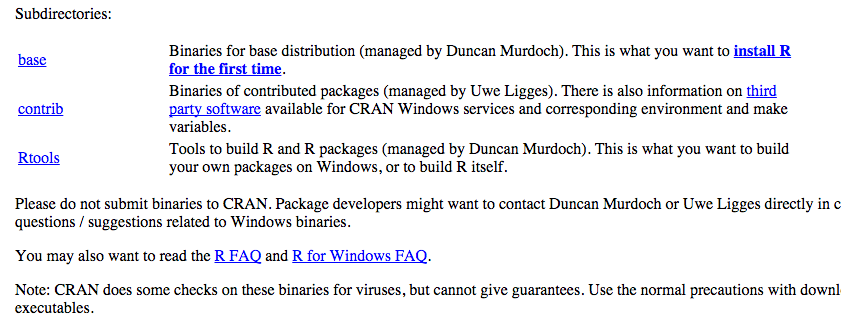 Subdirectories:
base
Binaries for base distribution (managed by Duncan Murdoch). This is what you want to install R
for the first time.
contrib
Binaries of contributed packages (managed by Uwe Ligges). There is also information on third
party software available for CRAN Windows services and corresponding environment and make
variables.
Rtools
Tools to build R and R packages (managed by Duncan Murdoch). This is what you want to build
your own packages on Windows, or to build R itself.
Please do not submit binaries to CRAN. Package developers might want to contact Duncan Murdoch or Uwe Ligges directly in c
questions / suggestions related to Windows binaries.
You may also want to read the R FAQ and R for Windows FAQ.
Note: CRAN does some checks on these binaries for viruses, but cannot give guarantees. Use the normal precautions with downl
executables.